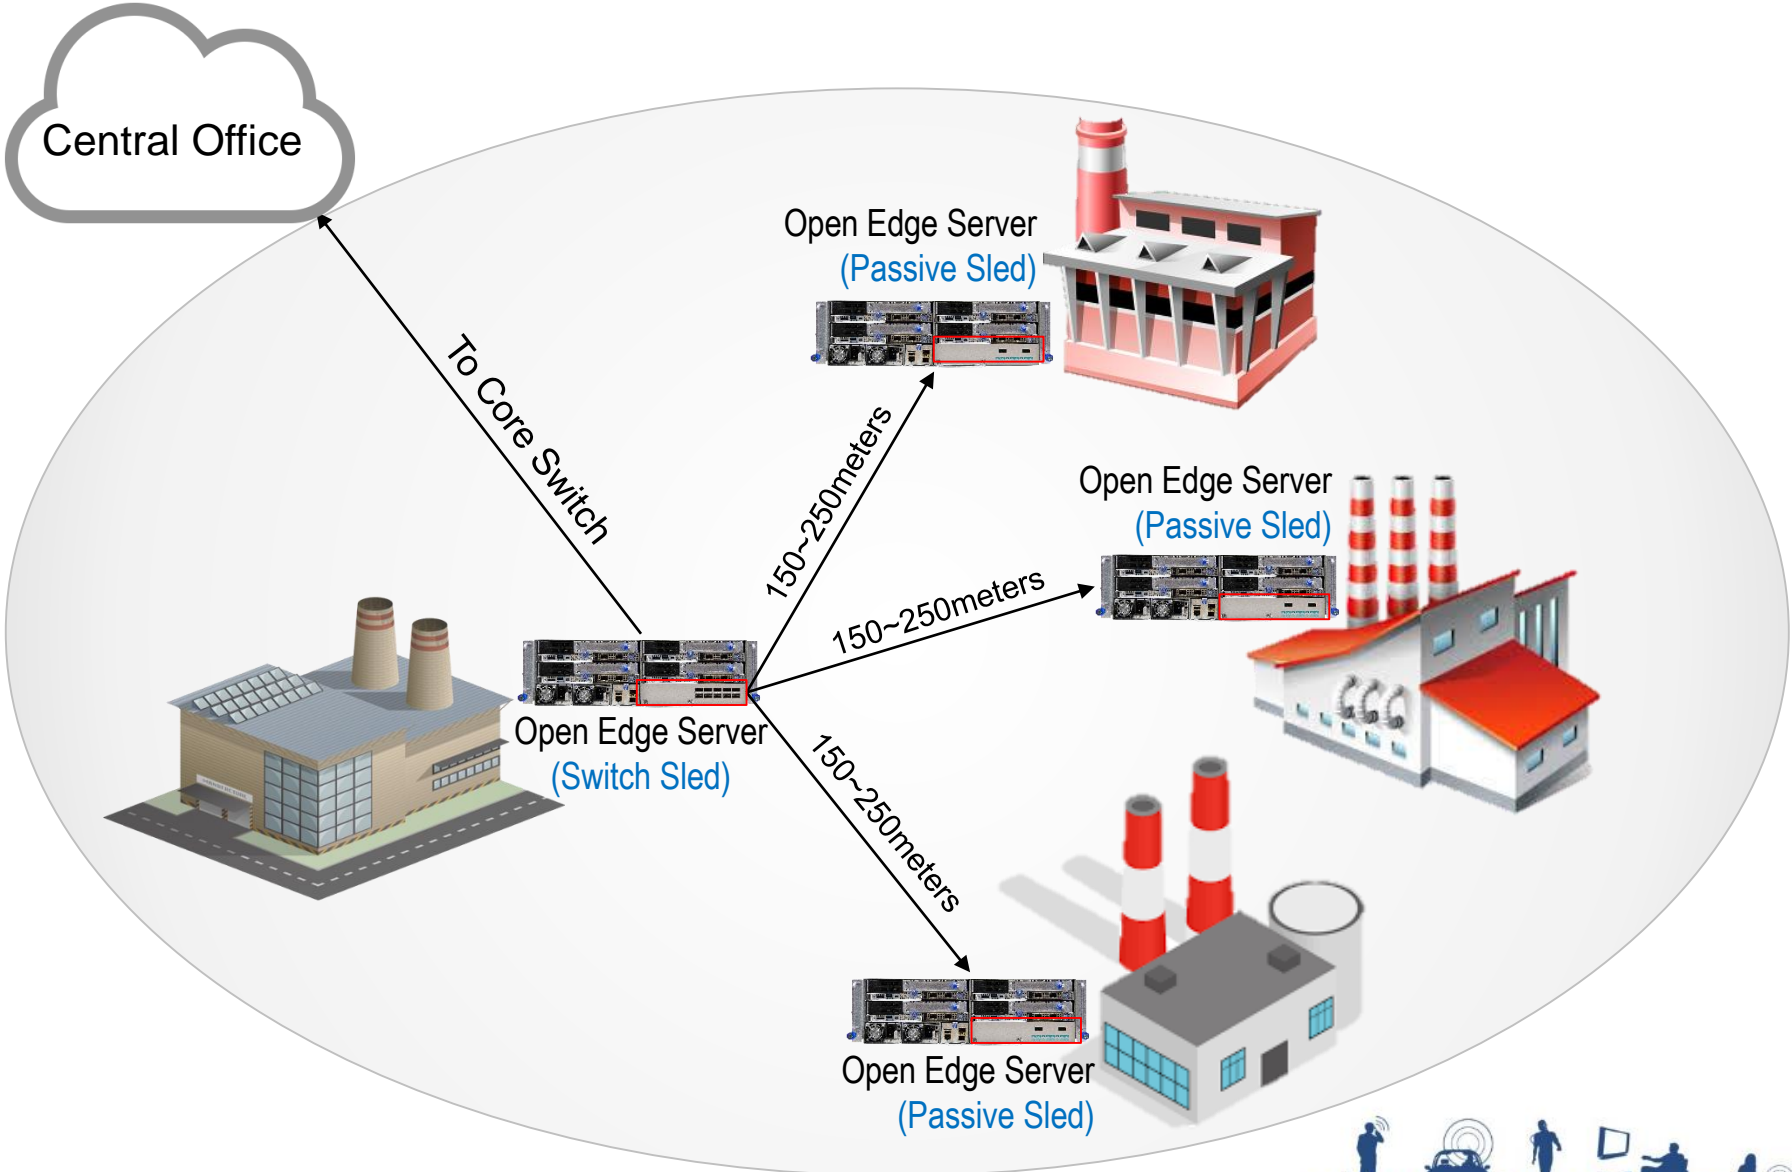 Central Office
Open Edge Server
(Passive Sled)
To Core Switch
150~250meters
Open Edge Server
(Passive Sled)
150~250meters
Open Edge Server
(Switch Sled)
150~250meters
Open Edge Server
(Passive Sled)